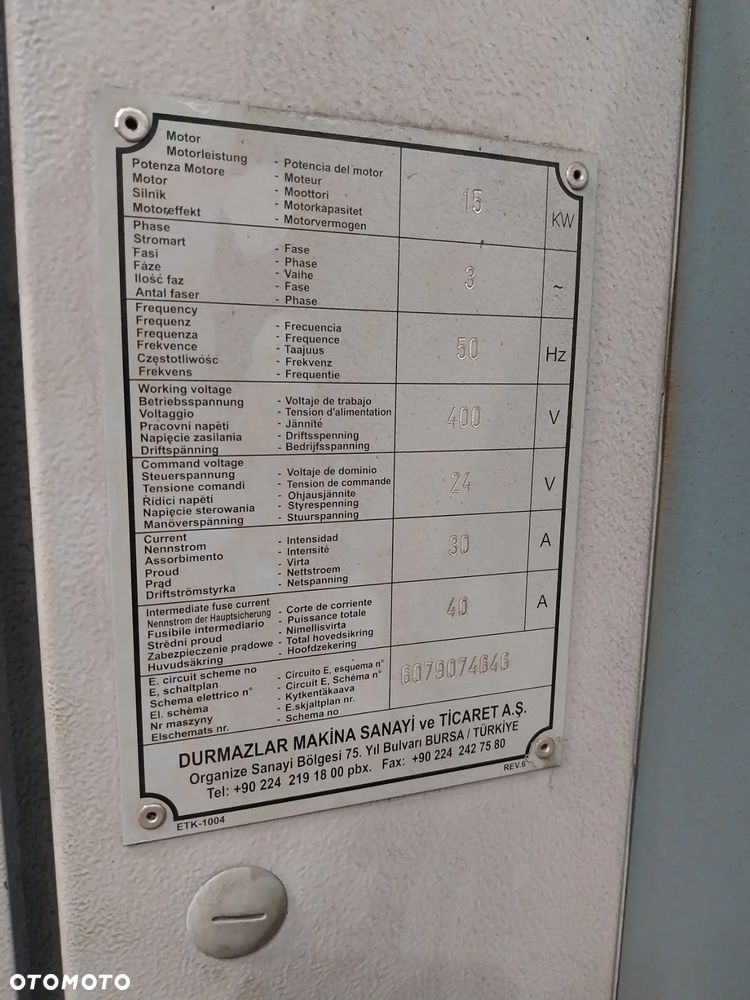 Motor
Motorleistung - Potencia del motor
Potenza Motore - Moteur
Motor - Moottori
Silnik - Motorkapasitet
Motoreffekt - Motorvermogen
15 KW
Phase
Stromart - Fase
Fasi - Phase
Fáze - Vaihe
Ilość faz - Fase
Antal faser - Phase
3 ~
Frequency
Frequenz - Frecuencia
Frequenza - Frequence
Frekvence - Taajuus
Częstotliwośc - Frekvenz
Frekvens - Frequentie
50 Hz
Working voltage
Betriebsspannung - Voltaje de trabajo
Voltaggio - Tension d'alimentation
Pracovni napěti - Jännité
Napięcie zasilania - Driftsspenning
Driftspänning - Bedrijfsspanning
400 V
Command voltage
Steuerspannung - Voltaje de dominio
Tensione comandi - Tension de commande
Ridici napěti - Ohjausjännite
Napięcie sterowania - Styrespenning
Manöverspänning - Stuurspanning
24 V
Current
Nennstrom - Intensidad
Assorbimento - Intensité
Proud - Virta
Prąd - Nettstroem
Driftströmstyrka - Netspanning
30 A
Intermediate fuse current
Nennstrom der Hauptsicherung - Corte de corriente
Fusibile intermediario - Puissance totale
Strědni proud - Nimellisvirta
Zabezpieczenie prądowe - Total hovedsikring
Huvudsäkring - Hoofdzekering
40 A
E. circuit scheme no
E, schaltplan - Circuito E, esquema n°
Schema elettrico n° - Circuit E, Schéma n°
El. schèma - Kytkentäkaava
Nr maszyny - E.skjaltplan nr.
Elschemats nr. - Schema no
6079074646
DURMAZLAR MAKİNA SANAYİ ve TİCARET A.Ş.
Organize Sanayi Bölgesi 75. Yıl Bulvarı BURSA / TÜRKİYE
Tel: +90 224 219 18 00 pbx. Fax: +90 224 242 75 80
ETK-1004 REV.6
OTOMOTO